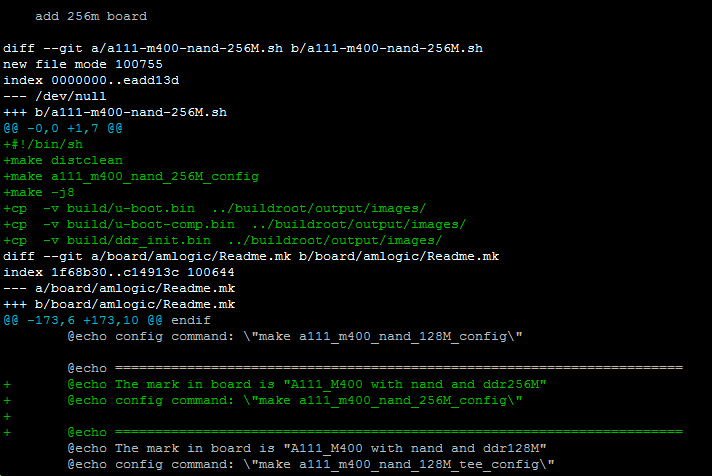 add 256m board
diff --git a/a111-m400-nand-256M.sh b/a111-m400-nand-256M.sh
new file mode 100755
index 0000000..eadd13d
--- /dev/null
+++ b/a111-m400-nand-256M.sh
@@ -0,0 +1,7 @@
+#!/bin/sh
+make distclean
+make a111_m400_nand_256M_config
+make -j8
+cp  -v build/u-boot.bin  ../buildroot/output/images/
+cp  -v build/u-boot-comp.bin  ../buildroot/output/images/
+cp  -v build/ddr_init.bin  ../buildroot/output/images/
diff --git a/board/amlogic/Readme.mk b/board/amlogic/Readme.mk
index 1f68b30..c14913c 100644
--- a/board/amlogic/Readme.mk
+++ b/board/amlogic/Readme.mk
@@ -173,6 +173,10 @@ endif
        @echo config command: \"make a111_m400_nand_128M_config\"
        @echo =======================================================================
+       @echo The mark in board is "A111_M400 with nand and ddr256M"
+       @echo config command: \"make a111_m400_nand_256M_config\"
+
+       @echo =======================================================================
        @echo The mark in board is "A111_M400 with nand and ddr128M"
        @echo config command: \"make a111_m400_nand_128M_tee_config\"